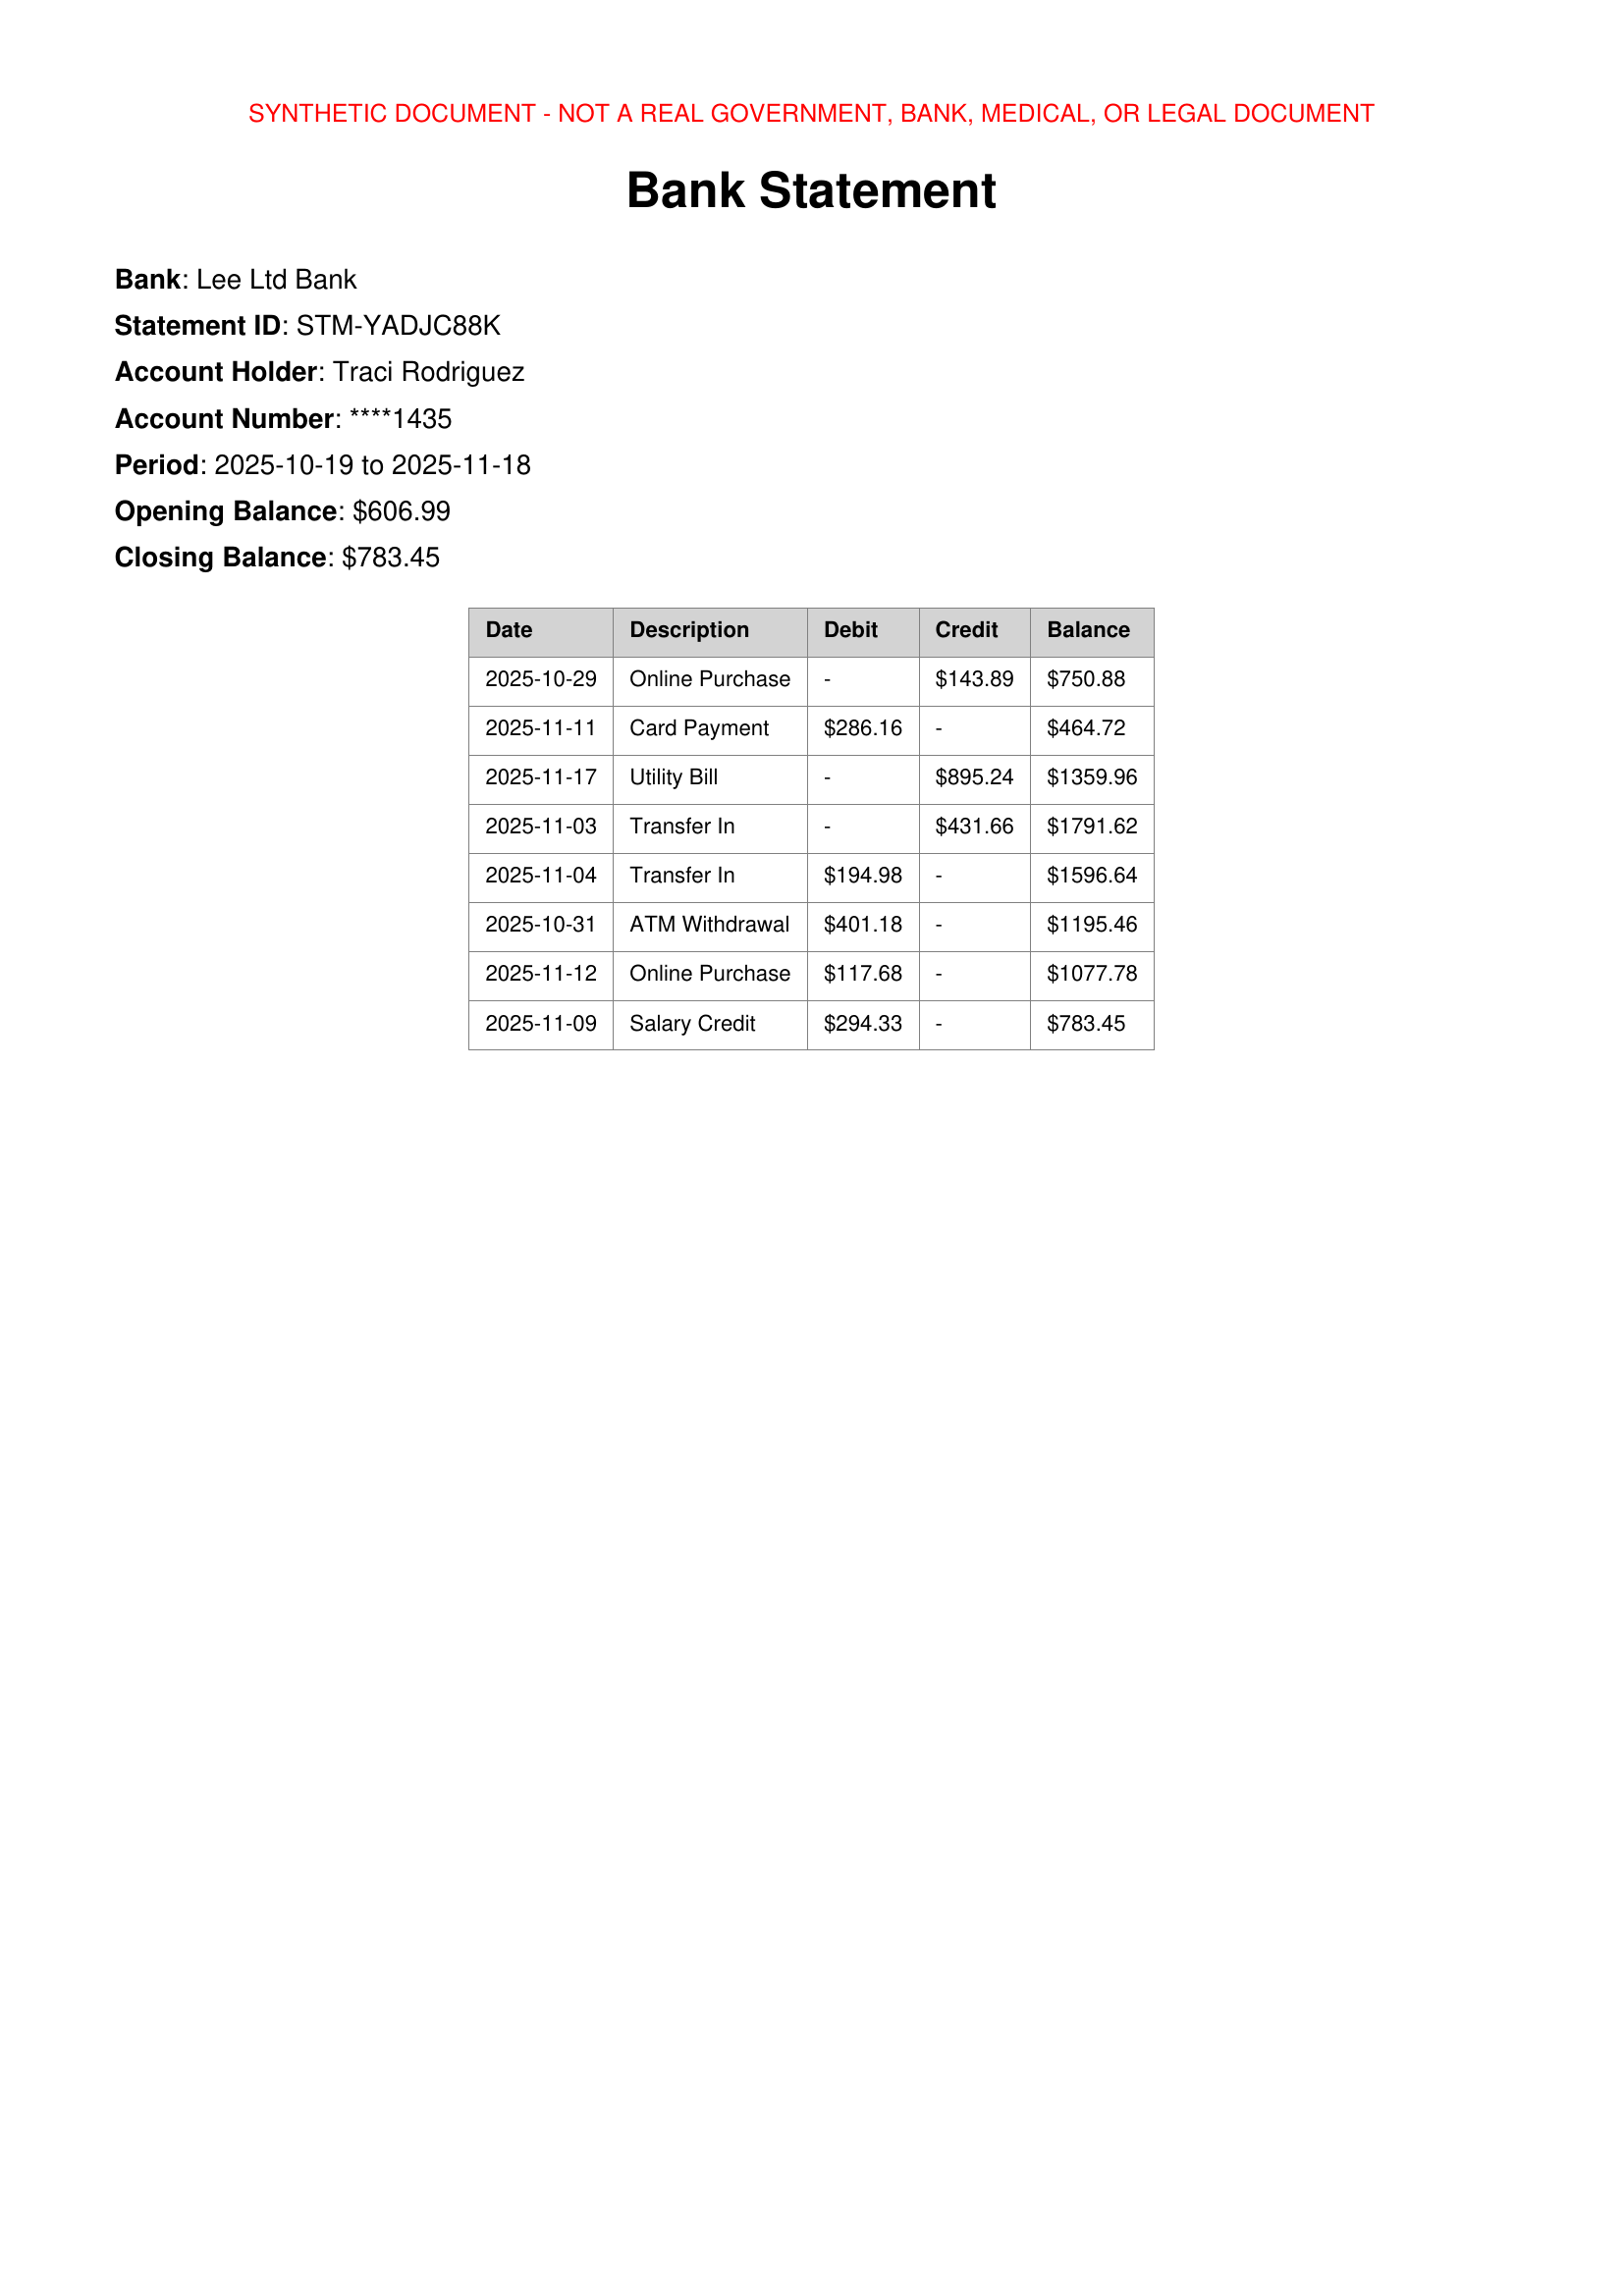 SYNTHETIC DOCUMENT - NOT A REAL GOVERNMENT, BANK, MEDICAL, OR LEGAL DOCUMENT
Bank Statement
Bank: Lee Ltd Bank
Statement ID: STM-YADJC88K
Account Holder: Traci Rodriguez
Account Number: ****1435
Period: 2025-10-19 to 2025-11-18
Opening Balance: $606.99
Closing Balance: $783.45
Date Description Debit Credit Balance
2025-10-29 Online Purchase - $143.89 $750.88
2025-11-11 Card Payment $286.16 - $464.72
2025-11-17 Utility Bill - $895.24 $1359.96
2025-11-03 Transfer In - $431.66 $1791.62
2025-11-04 Transfer In $194.98 - $1596.64
2025-10-31 ATM Withdrawal $401.18 - $1195.46
2025-11-12 Online Purchase $117.68 - $1077.78
2025-11-09 Salary Credit $294.33 - $783.45